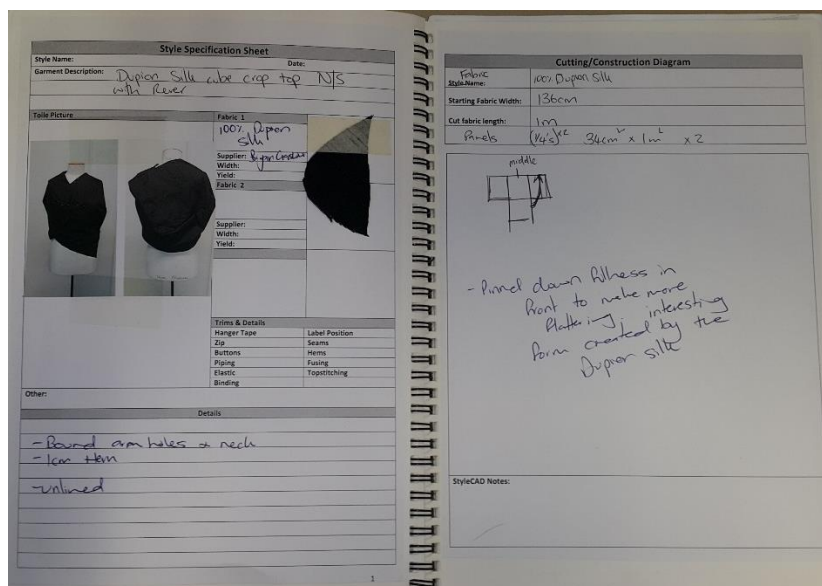 Style Specification Sheet
Style Name:
Date:
Garment Description: Dupion Silk cube crop top N/S
with Rever
Toile Picture
Fabric 1
100% Dupion
silk
Supplier:
Width:
Yield:
Fabric 2
Supplier:
Width:
Yield:
Trims & Details
Hanger Tape
Label Position
Zip
Seams
Buttons
Hems
Piping
Fusing
Elastic
Topstitching
Binding
Other:
Details
- Bound arm holes & neck
- 1cm Hem
- unlined
1
Cutting/Construction Diagram
Fabric
Style Name: 100% Dupion Silk
Starting Fabric Width: 136cm
Cut fabric length: 1m
Panels (1/4's) x2 34cm x 1m x 2
middle
- Pinned down fullness in
front to make more
flattering. interesting
form created by the
Dupion silk
StyleCAD Notes: